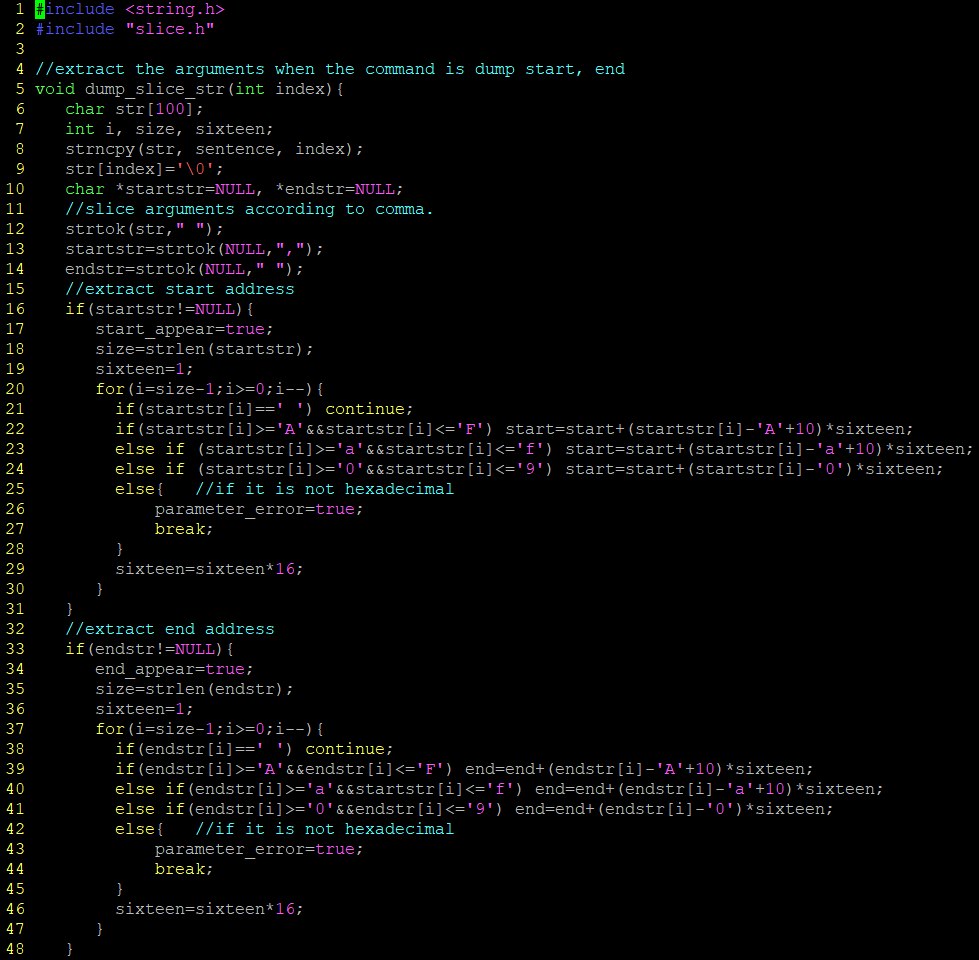 1 #include <string.h>
2 #include "slice.h"
3
4 //extract the arguments when the command is dump start, end
5 void dump_slice_str(int index){
6    char str[100];
7    int i, size, sixteen;
8    strncpy(str, sentence, index);
9    str[index]='\0';
10    char *startstr=NULL, *endstr=NULL;
11    //slice arguments according to comma.
12    strtok(str," ");
13    startstr=strtok(NULL,",");
14    endstr=strtok(NULL," ");
15    //extract start address
16    if(startstr!=NULL){
17       start_appear=true;
18       size=strlen(startstr);
19       sixteen=1;
20       for(i=size-1;i>=0;i--){
21         if(startstr[i]==' ') continue;
22         if(startstr[i]>='A'&&startstr[i]<='F') start=start+(startstr[i]-'A'+10)*sixteen;
23         else if (startstr[i]>='a'&&startstr[i]<='f') start=start+(startstr[i]-'a'+10)*sixteen;
24         else if (startstr[i]>='0'&&startstr[i]<='9') start=start+(startstr[i]-'0')*sixteen;
25         else{   //if it is not hexadecimal
26             parameter_error=true;
27             break;
28         }
29         sixteen=sixteen*16;
30       }
31    }
32    //extract end address
33    if(endstr!=NULL){
34       end_appear=true;
35       size=strlen(endstr);
36       sixteen=1;
37       for(i=size-1;i>=0;i--){
38         if(endstr[i]==' ') continue;
39         if(endstr[i]>='A'&&endstr[i]<='F') end=end+(endstr[i]-'A'+10)*sixteen;
40         else if(endstr[i]>='a'&&startstr[i]<='f') end=end+(endstr[i]-'a'+10)*sixteen;
41         else if(endstr[i]>='0'&&endstr[i]<='9') end=end+(endstr[i]-'0')*sixteen;
42         else{   //if it is not hexadecimal
43             parameter_error=true;
44             break;
45         }
46         sixteen=sixteen*16;
47       }
48    }